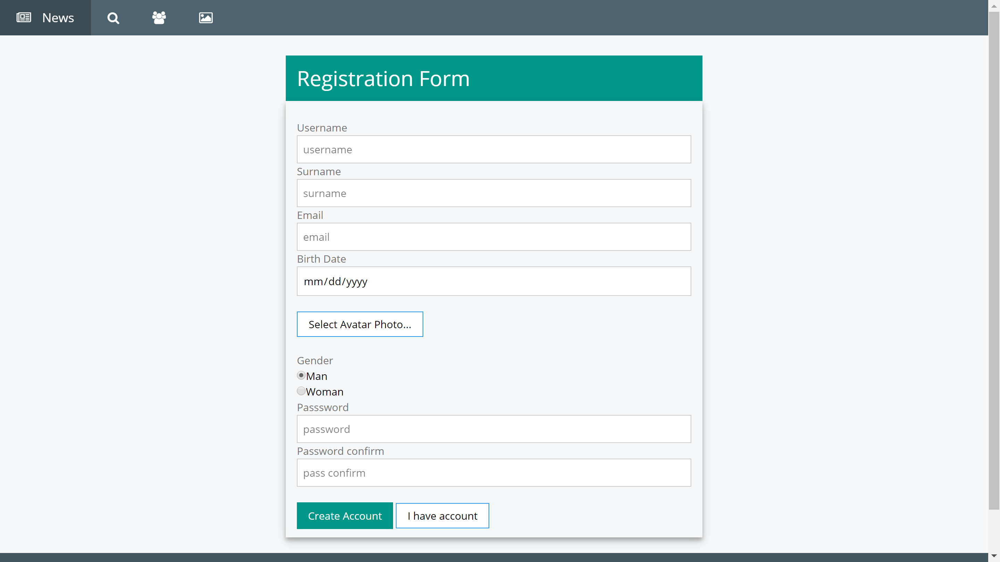 News
Registration Form
Username
username
Surname
surname
Email
email
Birth Date
mm/dd/yyyy
Select Avatar Photo...
Gender
Man
Woman
Passsword
password
Password confirm
pass confirm
Create Account I have account